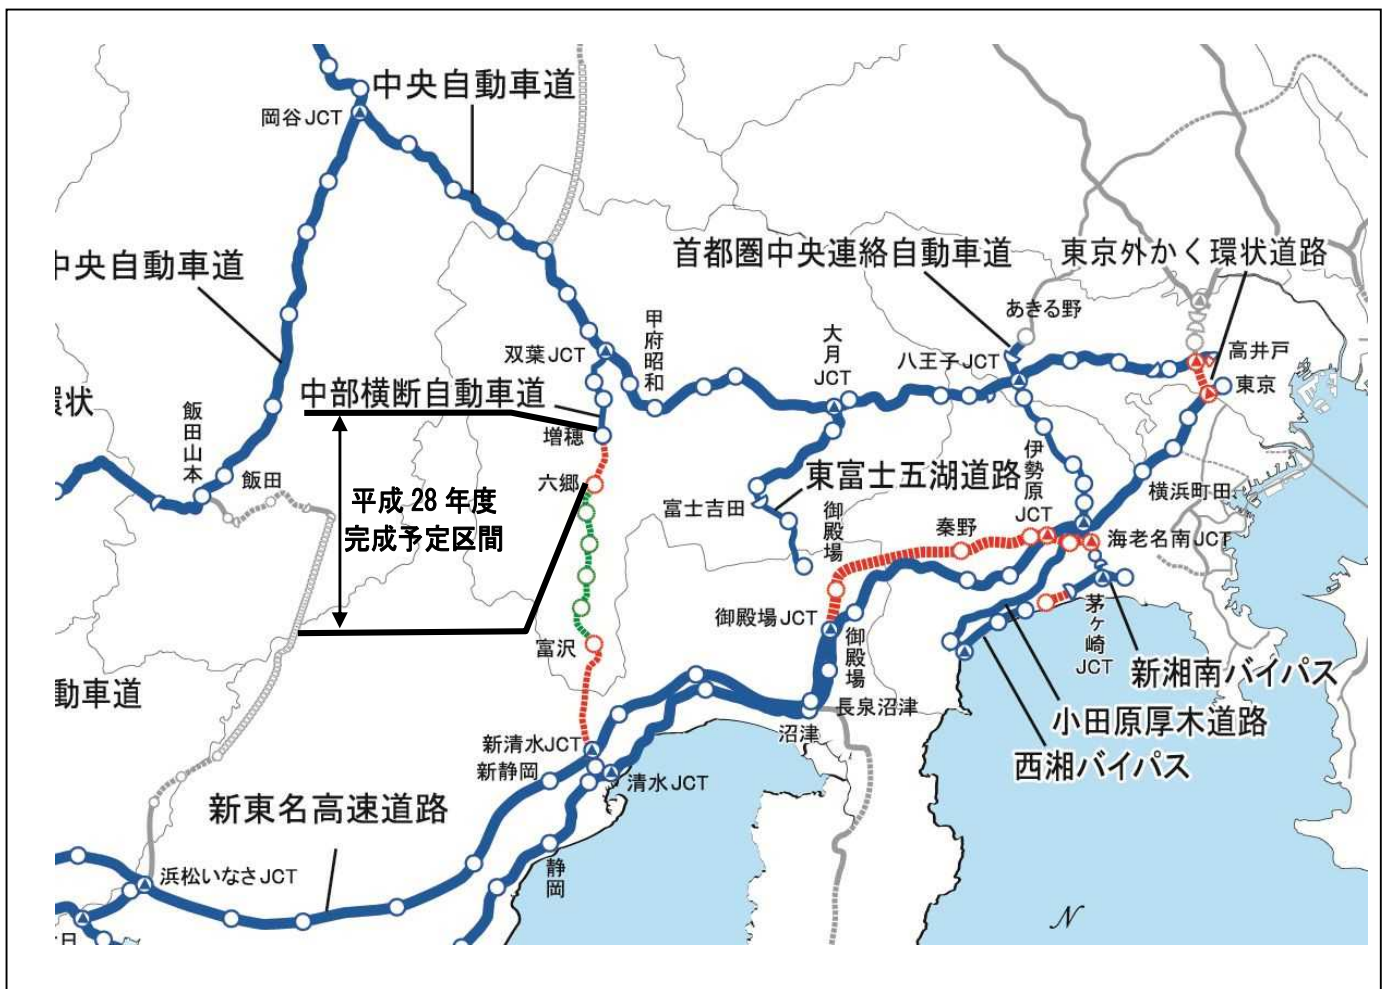 中央自動車道
岡谷JCT
中央自動車道
首都圏中央連絡自動車道
東京外かく環状道路
あきる野
甲府昭和
大月JCT
双葉JCT
八王子JCT
高井戸
東京
中部横断自動車道
環状
飯田山本
増穂
飯田
六郷
平成28年度
完成予定区間
富士吉田
東富士五湖道路
御殿場
秦野
伊勢原JCT
横浜町田
海老名南JCT
御殿場JCT
御殿場
茅ヶ崎JCT
富沢
新湘南バイパス
動車道
長泉沼津
沼津
小田原厚木道路
西湘バイパス
新清水JCT
新静岡
清水JCT
新東名高速道路
静岡
浜松いなさJCT
N